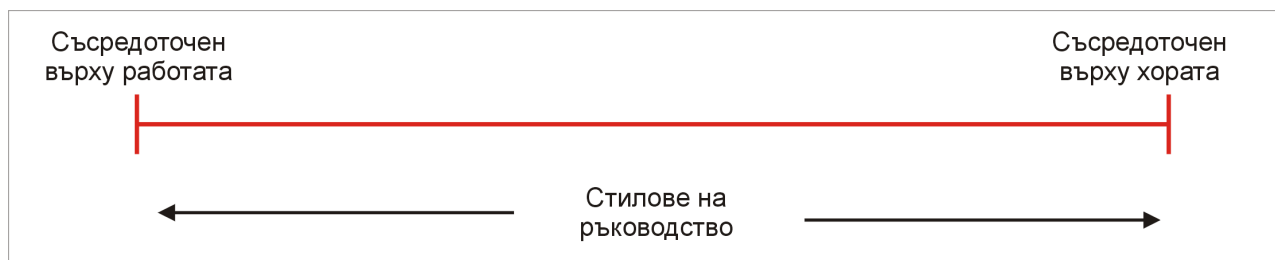 Съсредоточен
върху работата
Съсредоточен
върху хората
Стилове на
ръководство